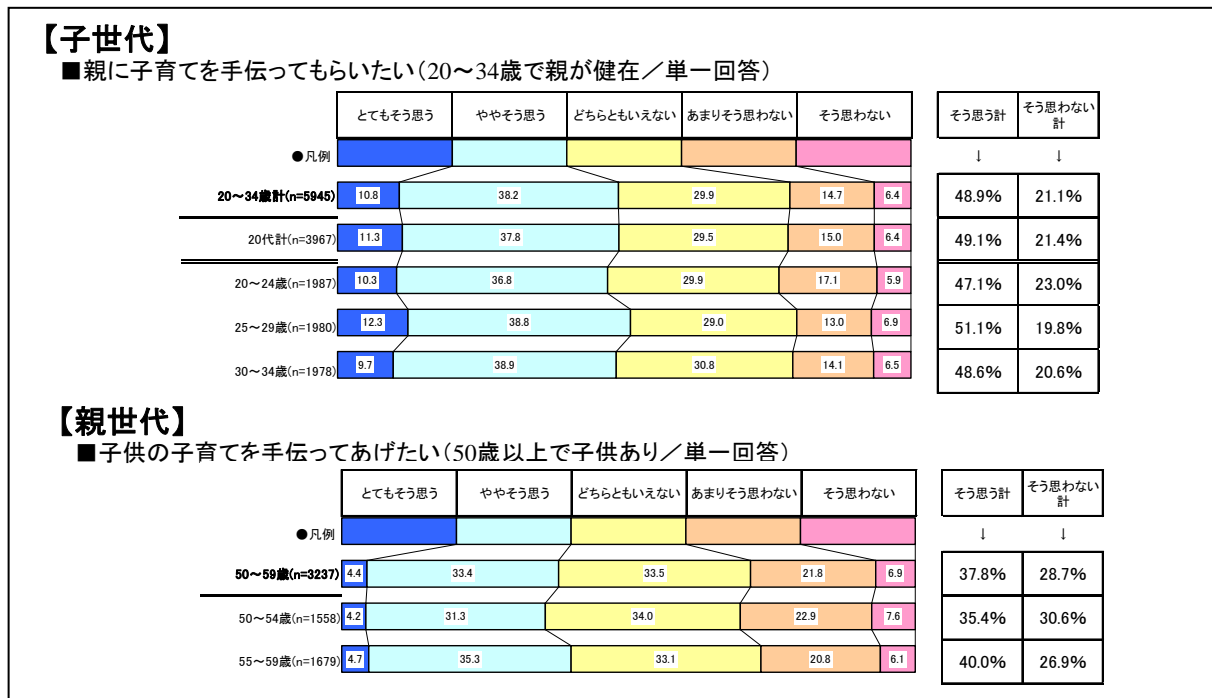 【子世代】
■親に子育てを手伝ってもらいたい(20～34歳で親が健在／単一回答)
とてもそう思う ややそう思う どちらともいえない あまりそう思わない そう思わない そう思う計 そう思わない計
●凡例 ↓ ↓
20～34歳計(n=5945) 10.8 38.2 29.9 14.7 6.4 48.9% 21.1%
20代計(n=3967) 11.3 37.8 29.5 15.0 6.4 49.1% 21.4%
20～24歳(n=1987) 10.3 36.8 29.9 17.1 5.9 47.1% 23.0%
25～29歳(n=1980) 12.3 38.8 29.0 13.0 6.9 51.1% 19.8%
30～34歳(n=1978) 9.7 38.9 30.8 14.1 6.5 48.6% 20.6%
【親世代】
■子供の子育てを手伝ってあげたい(50歳以上で子供あり／単一回答)
とてもそう思う ややそう思う どちらともいえない あまりそう思わない そう思わない そう思う計 そう思わない計
●凡例 ↓ ↓
50～59歳(n=3237) 4.4 33.4 33.5 21.8 6.9 37.8% 28.7%
50～54歳(n=1558) 4.2 31.3 34.0 22.9 7.6 35.4% 30.6%
55～59歳(n=1679) 4.7 35.3 33.1 20.8 6.1 40.0% 26.9%